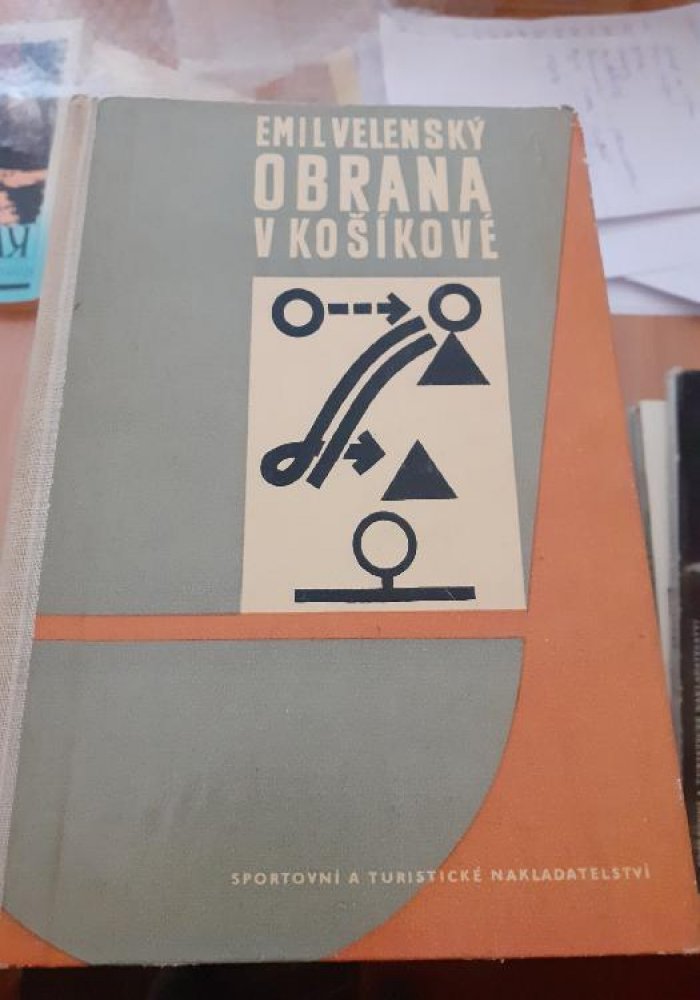 EMIL VELENSKÝ
OBRANA
V KOŠÍKOVÉ
SPORTOVNÍ A TURISTICKÉ NAKLADATELSTVÍ